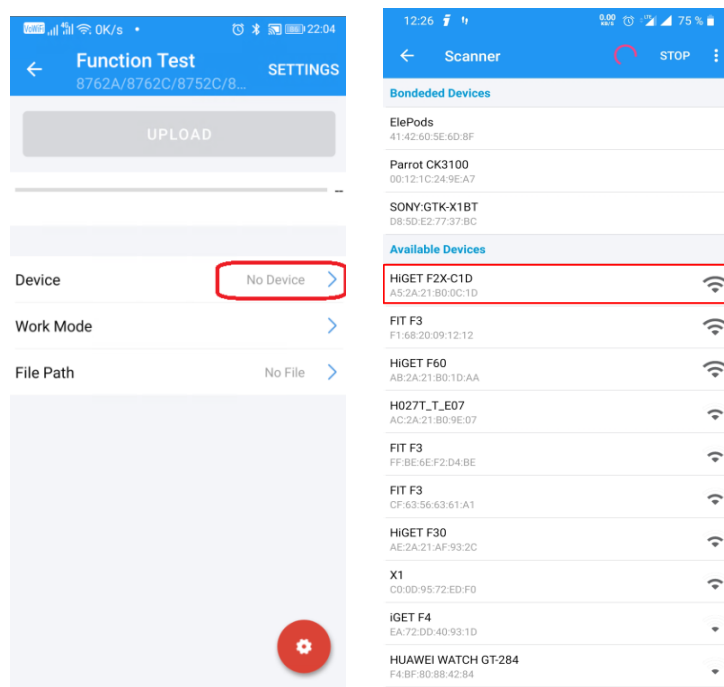 VoWiFi 4G 0K/s • 22:04
Function Test
8762A/8762C/8752C/8...
SETTINGS
UPLOAD
--
Device No Device
Work Mode
File Path No File
12:26 0.00 KB/s LTE 75 %
Scanner STOP
Bondeded Devices
ElePods
41:42:60:5E:6D:8F
Parrot CK3100
00:12:1C:24:9E:A7
SONY:GTK-X1BT
D8:5D:E2:77:37:BC
Available Devices
HiGET F2X-C1D
A5:2A:21:B0:0C:1D
FIT F3
F1:68:20:09:12:12
HiGET F60
AB:2A:21:B0:1D:AA
H027T_T_E07
AC:2A:21:B0:9E:07
FIT F3
FF:BE:6E:F2:D4:BE
FIT F3
CF:63:56:63:61:A1
HiGET F30
AE:2A:21:AF:93:2C
X1
C0:0D:95:72:ED:F0
iGET F4
EA:72:DD:40:93:1D
HUAWEI WATCH GT-284
F4:BF:80:88:42:84